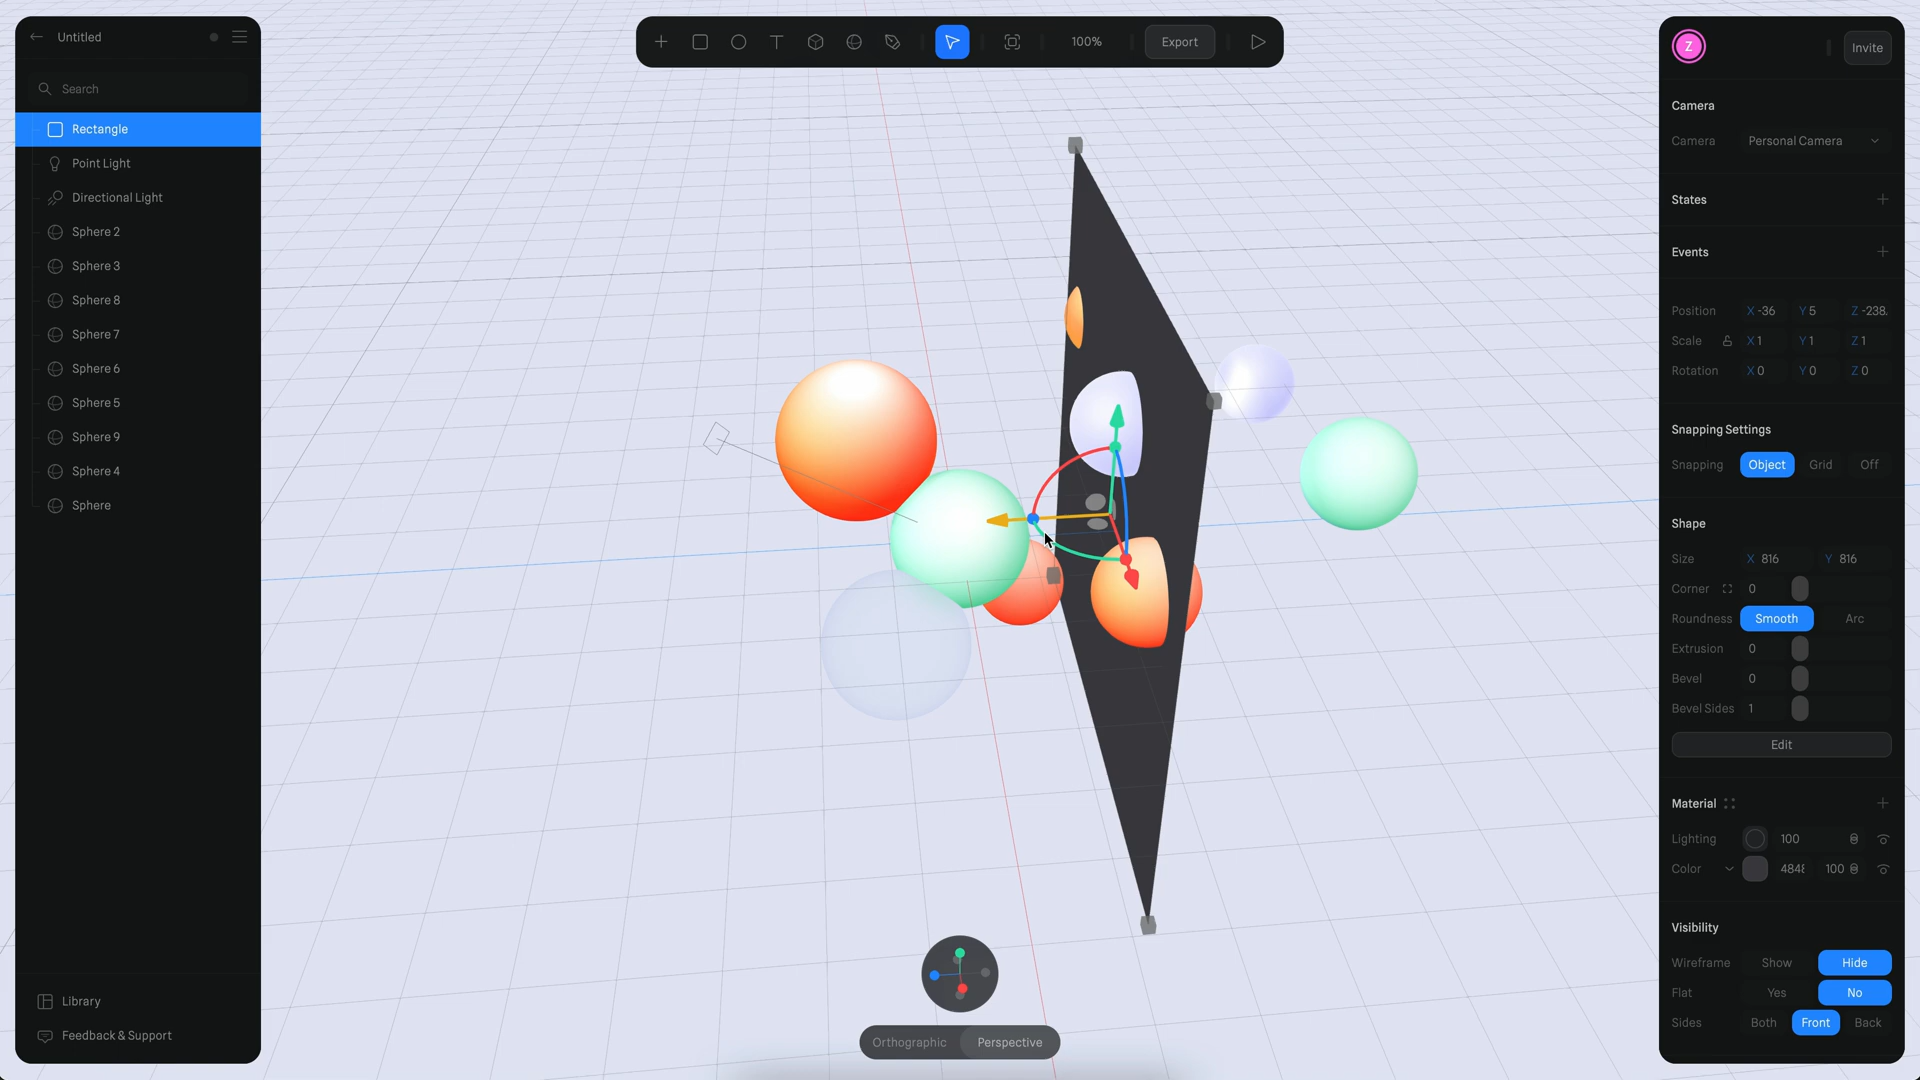 Untitled
Search
Rectangle
Point Light
Directional Light
Sphere 2
Sphere 3
Sphere 8
Sphere 7
Sphere 6
Sphere 5
Sphere 9
Sphere 4
Sphere
Library
Feedback & Support
100%
Export
Orthographic
Perspective
Z
Invite
Camera
Camera Personal Camera
States
Events
Position X -36 Y 5 Z -238.
Scale X 1 Y 1 Z 1
Rotation X 0 Y 0 Z 0
Snapping Settings
Snapping Object Grid Off
Shape
Size X 816 Y 816
Corner 0
Roundness Smooth Arc
Extrusion 0
Bevel 0
Bevel Sides 1
Edit
Material
Lighting 100
Color 100
Visibility
Wireframe Show Hide
Flat Yes No
Sides Both Front Back